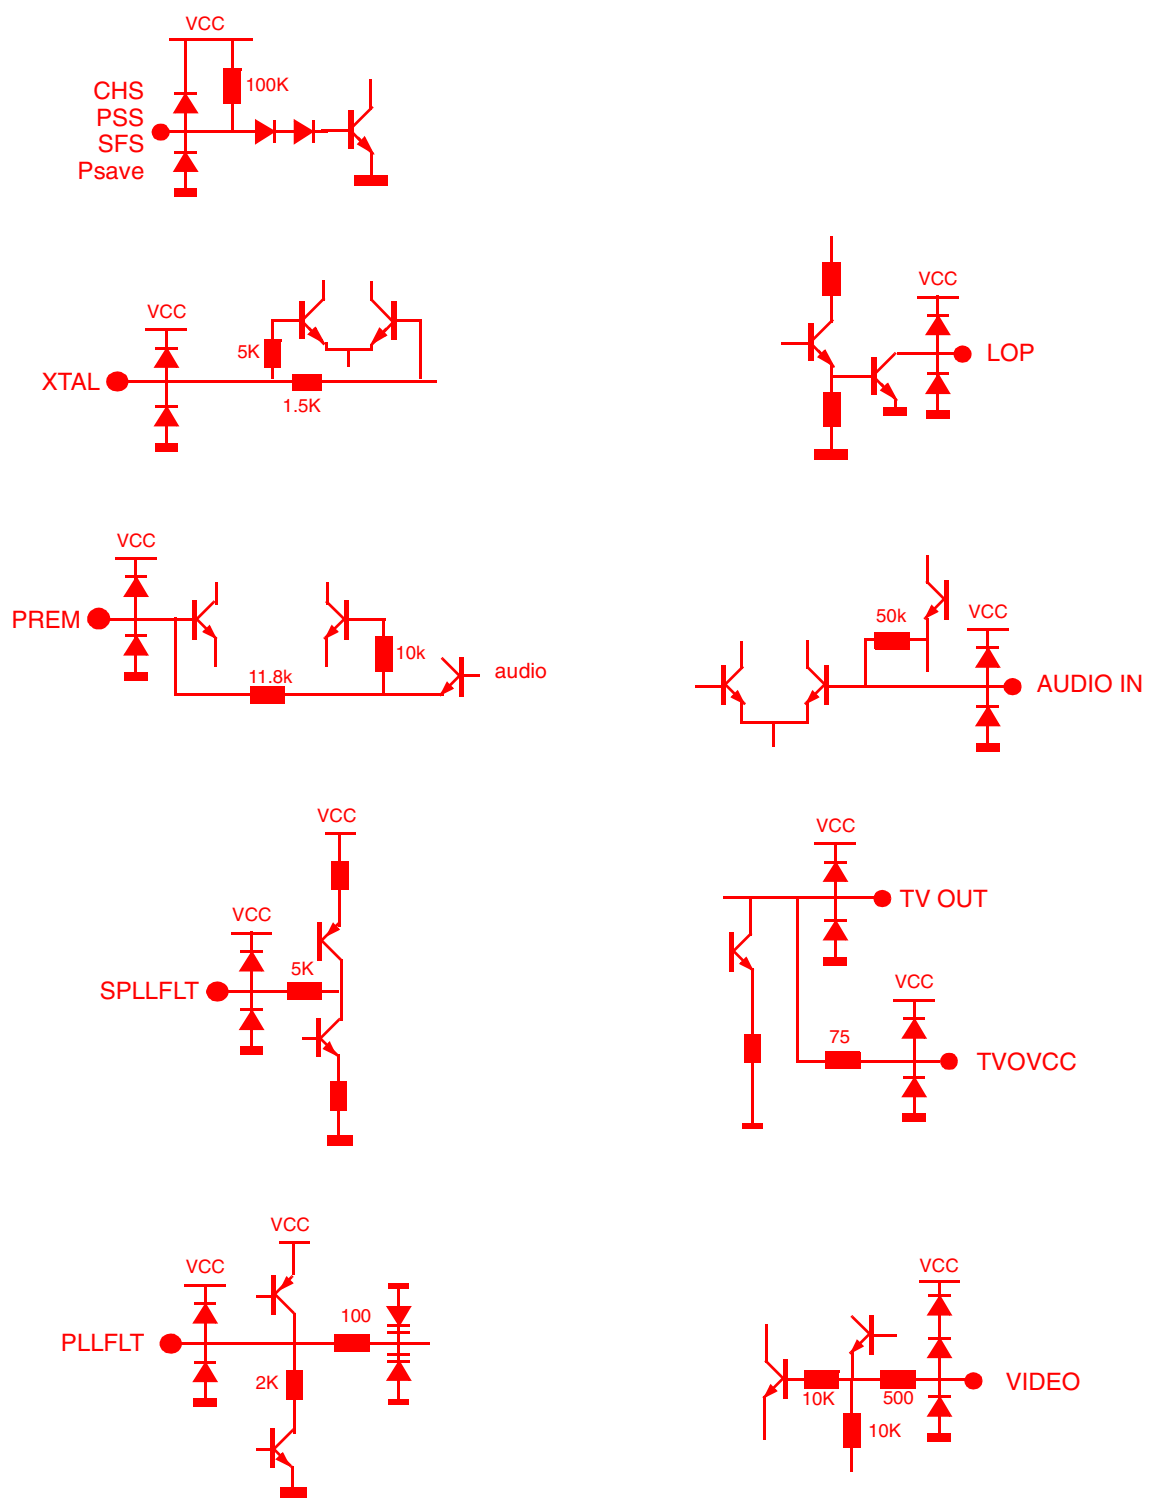 VCC
100K
CHS
PSS
SFS
Psave
VCC
5K
XTAL
1.5K
VCC
LOP
VCC
PREM
11.8k
10k
audio
50k
VCC
AUDIO IN
VCC
VCC
5K
SPLLFLT
VCC
TV OUT
VCC
75
TVOVCC
VCC
VCC
100
PLLFLT
2K
VCC
VIDEO
10K
500
10K